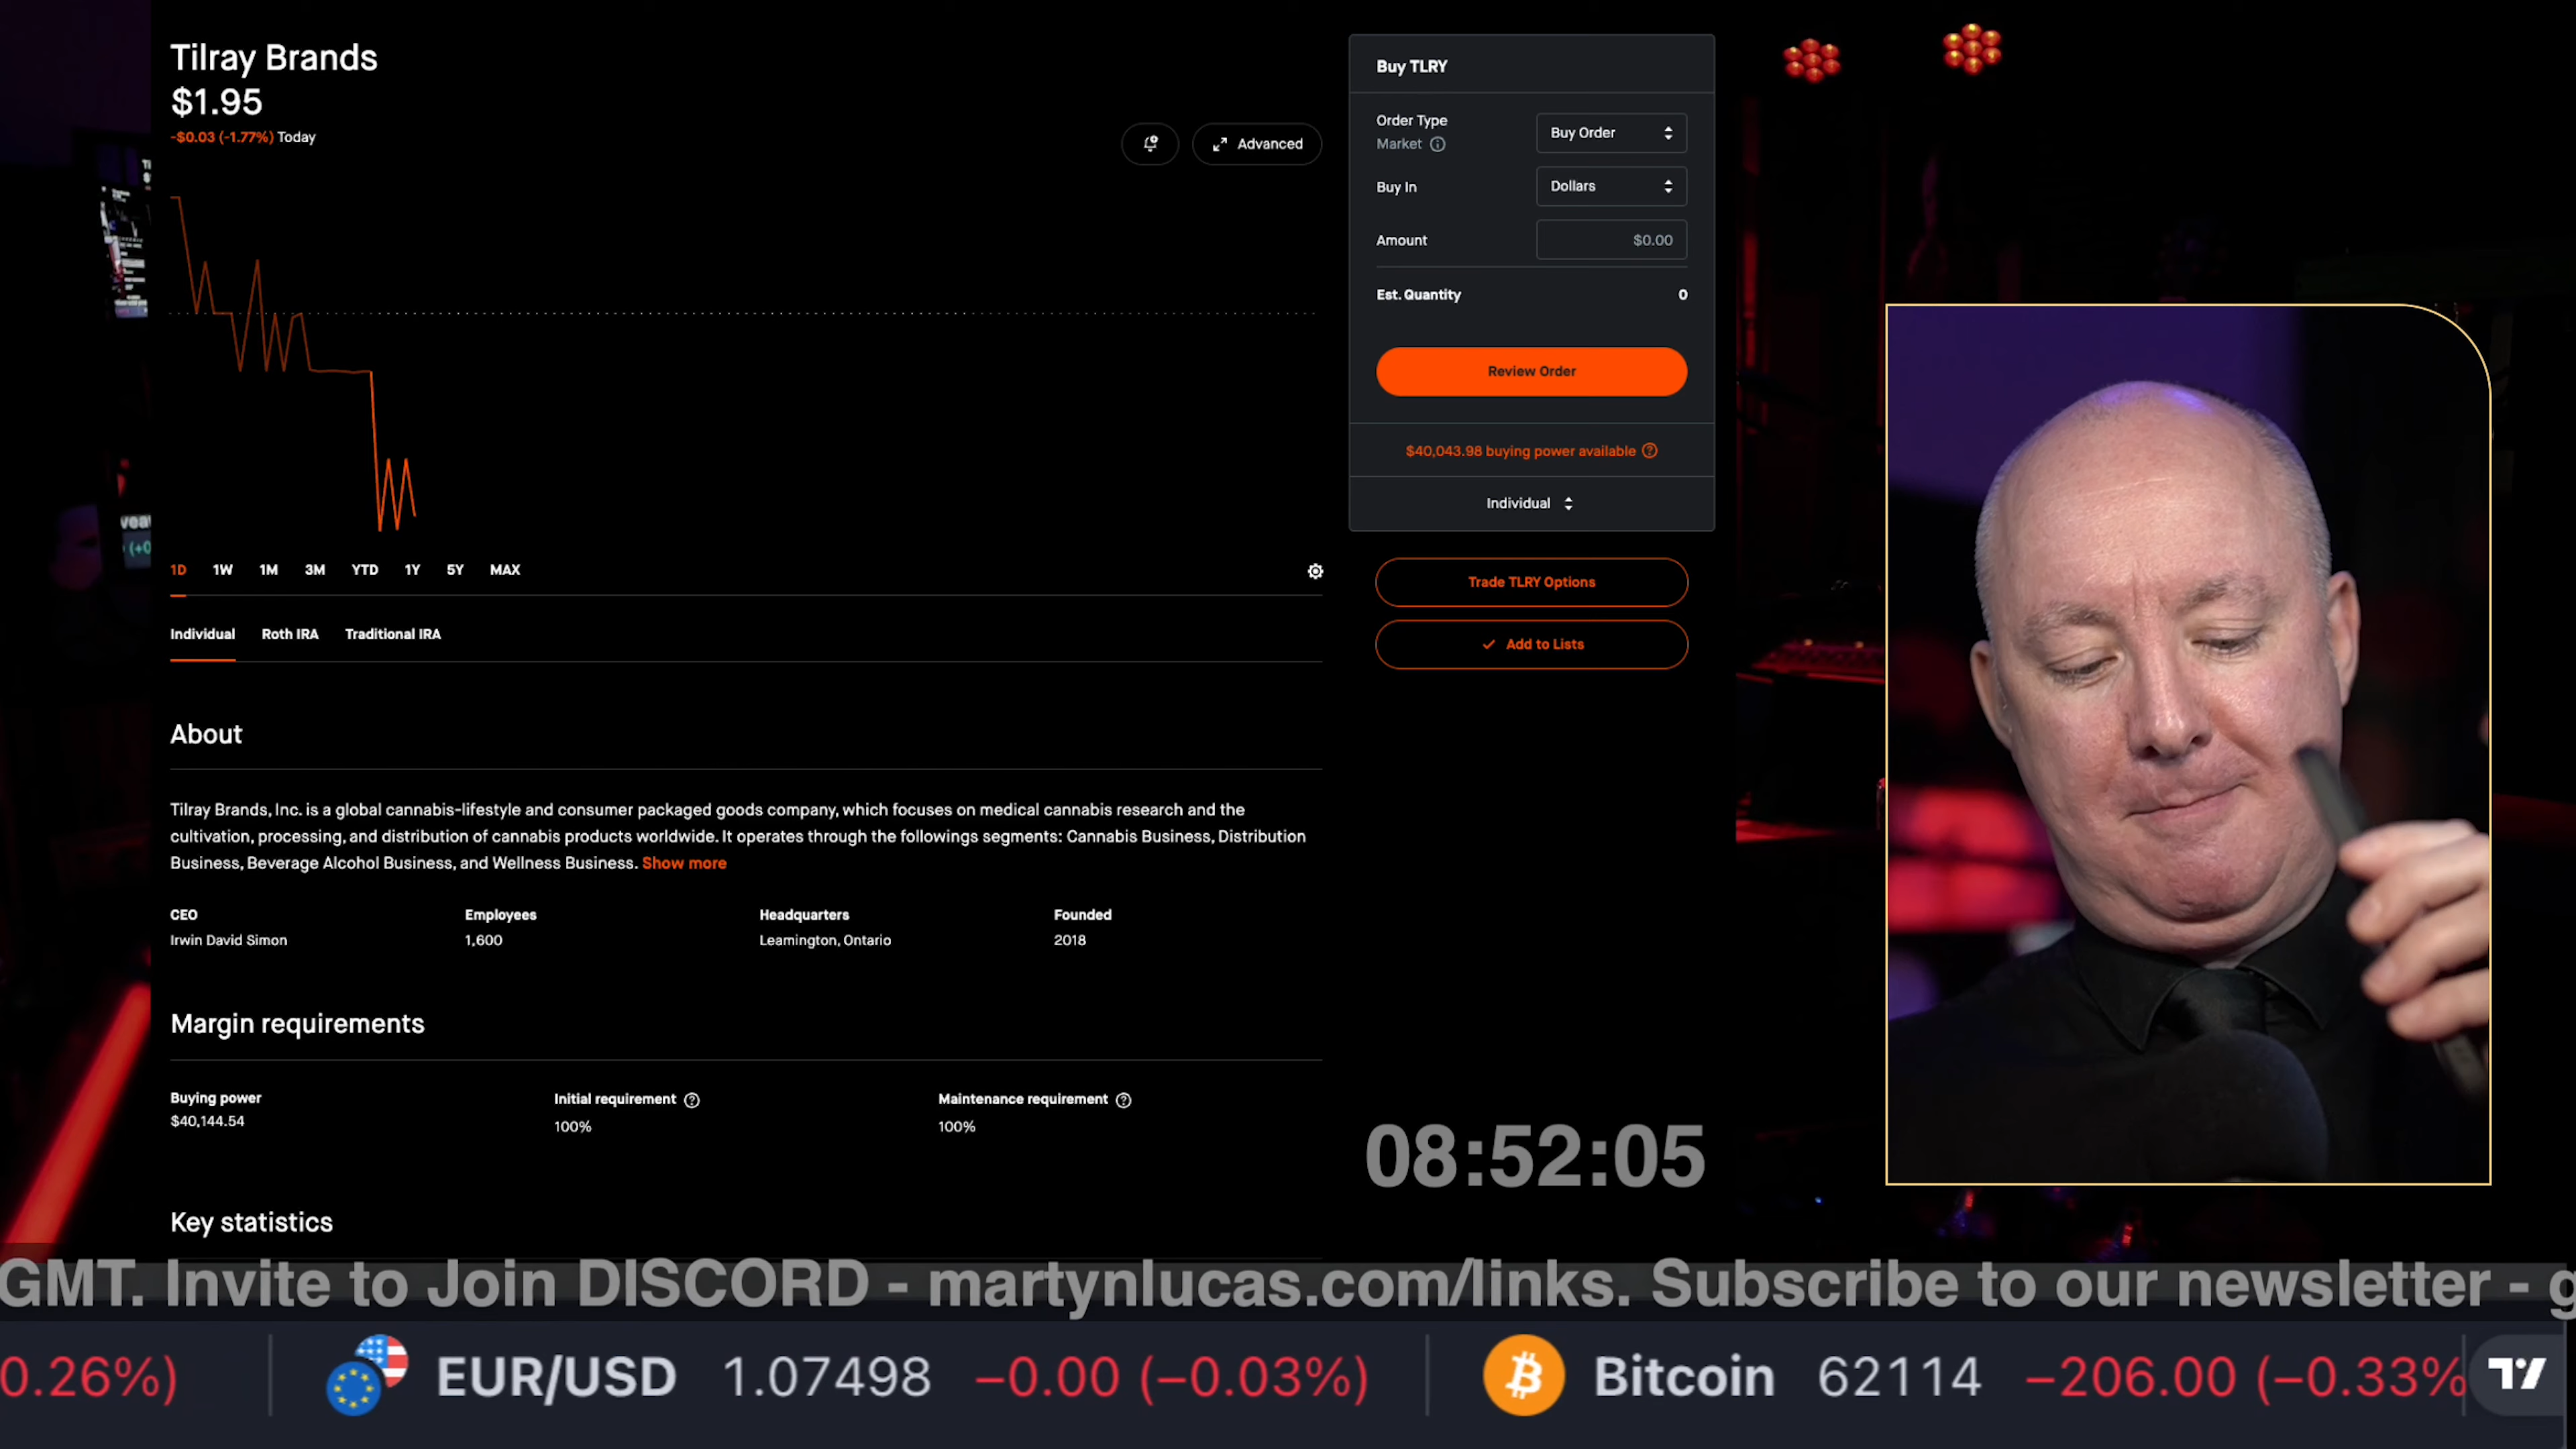 Tilray Brands
$1.95
-$0.03 (-1.77%) Today
Advanced
1D 1W 1M 3M YTD 1Y 5Y MAX
Individual Roth IRA Traditional IRA
About
Tilray Brands, Inc. is a global cannabis-lifestyle and consumer packaged goods company, which focuses on medical cannabis research and the
cultivation, processing, and distribution of cannabis products worldwide. It operates through the followings segments: Cannabis Business, Distribution
Business, Beverage Alcohol Business, and Wellness Business. Show more
CEO Employees Headquarters Founded
Irwin David Simon 1,600 Leamington, Ontario 2018
Margin requirements
Buying power Initial requirement Maintenance requirement
$40,144.54 100% 100%
Key statistics
Buy TLRY
Order Type Buy Order
Market
Buy In Dollars
Amount $0.00
Est. Quantity 0
Review Order
$40,043.98 buying power available
Individual
Trade TLRY Options
Add to Lists
08:52:05
GMT. Invite to Join DISCORD - martynlucas.com/links. Subscribe to our newsletter - g
0.26%) EUR/USD 1.07498 −0.00 (−0.03%) Bitcoin 62114 −206.00 (−0.33%